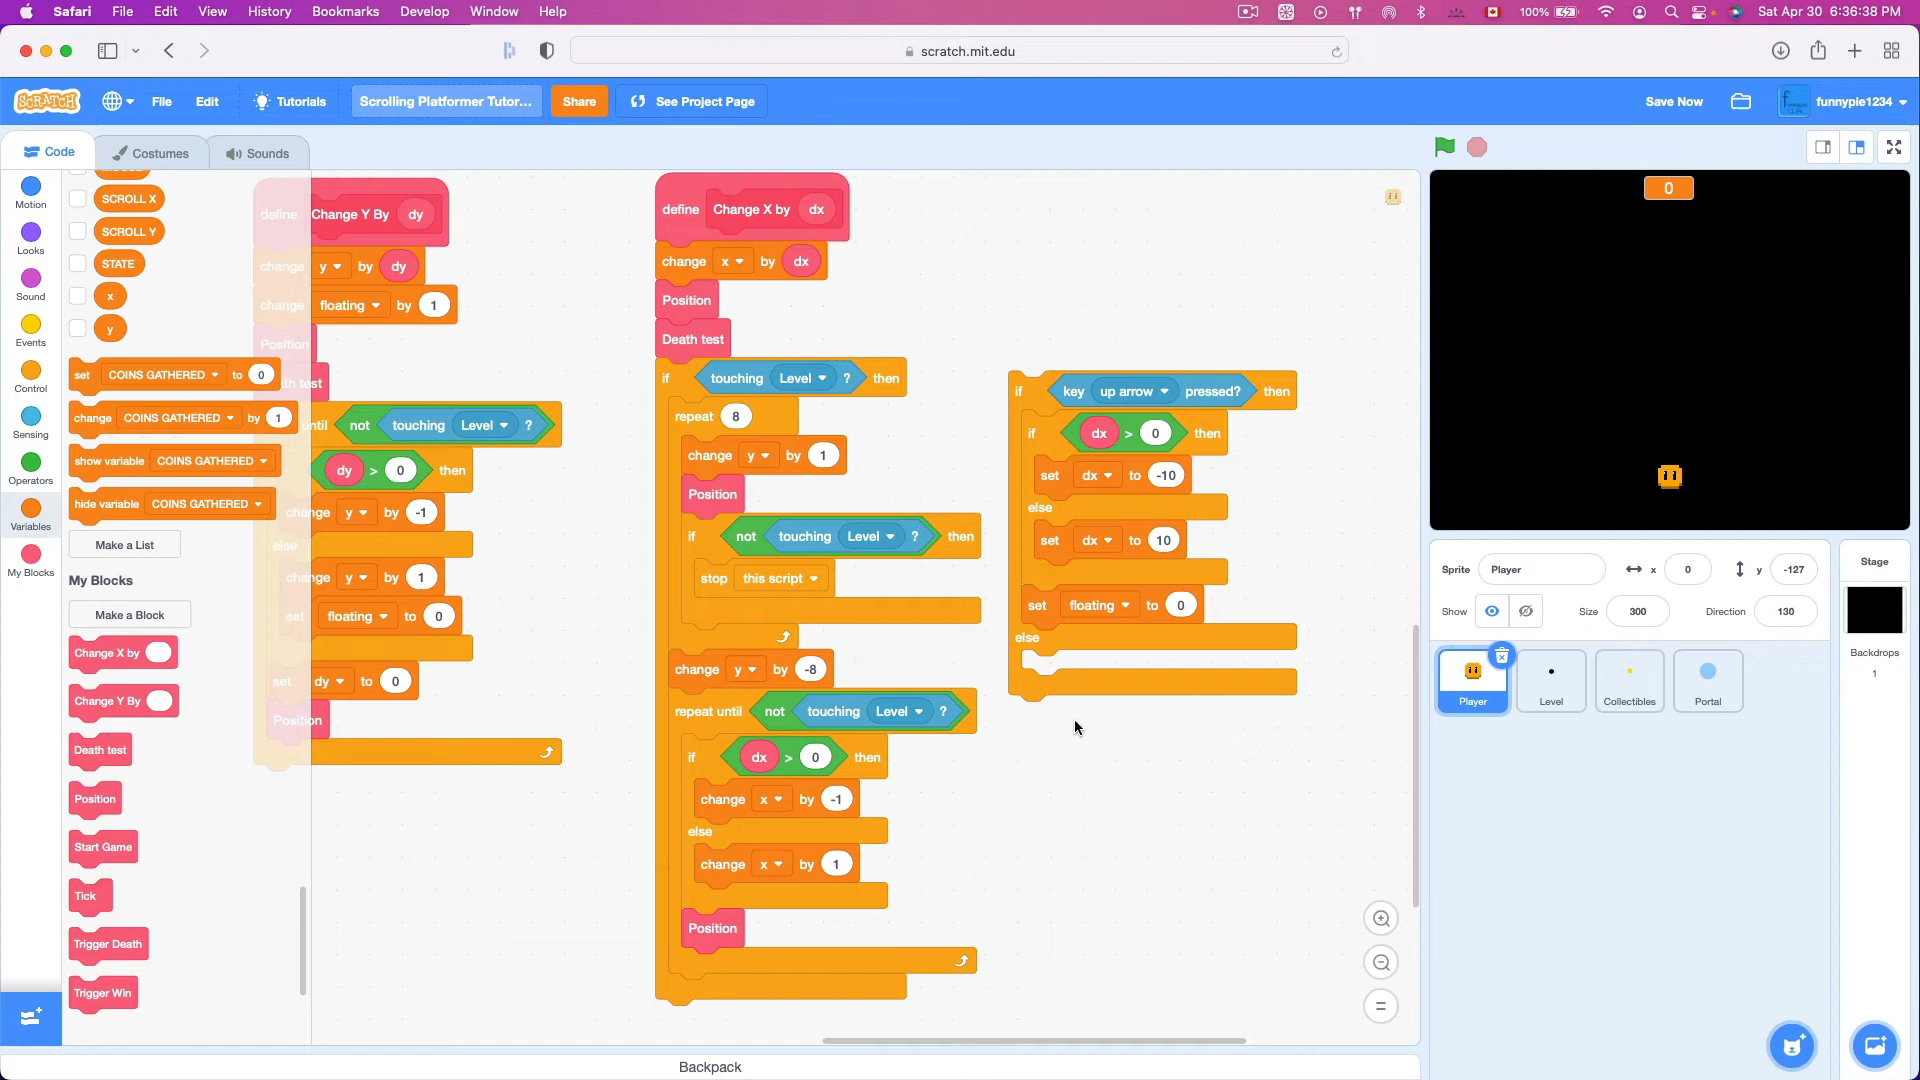 Safari File Edit View History Bookmarks Develop Window Help 100% Sat Apr 30 6:36:38 PM
scratch.mit.edu
SCRATCH File Edit Tutorials Scrolling Platformer Tutor... Share See Project Page Save Now funnypie1234
Code Costumes Sounds
Motion
Looks
Sound
Events
Control
Sensing
Operators
Variables
My Blocks
SCROLL X
SCROLL Y
STATE
x
y
set COINS GATHERED to 0
change COINS GATHERED by 1
show variable COINS GATHERED
hide variable COINS GATHERED
Make a List
My Blocks
Make a Block
Change X by
Change Y By
Death test
Position
Start Game
Tick
Trigger Death
Trigger Win
define Change Y By dy
change y by dy
change floating by 1
Position
th test
until not touching Level ?
dy > 0 then
change y by -1
else
change y by 1
set floating to 0
set dy to 0
Position
define Change X by dx
change x by dx
Position
Death test
if touching Level ? then
repeat 8
change y by 1
Position
if not touching Level ? then
stop this script
change y by -8
repeat until not touching Level ?
if dx > 0 then
change x by -1
else
change x by 1
Position
if key up arrow pressed? then
if dx > 0 then
set dx to -10
else
set dx to 10
set floating to 0
else
0
Sprite Player x 0 y -127
Show Size 300 Direction 130
Player
Level
Collectibles
Portal
Stage
Backdrops
1
Backpack